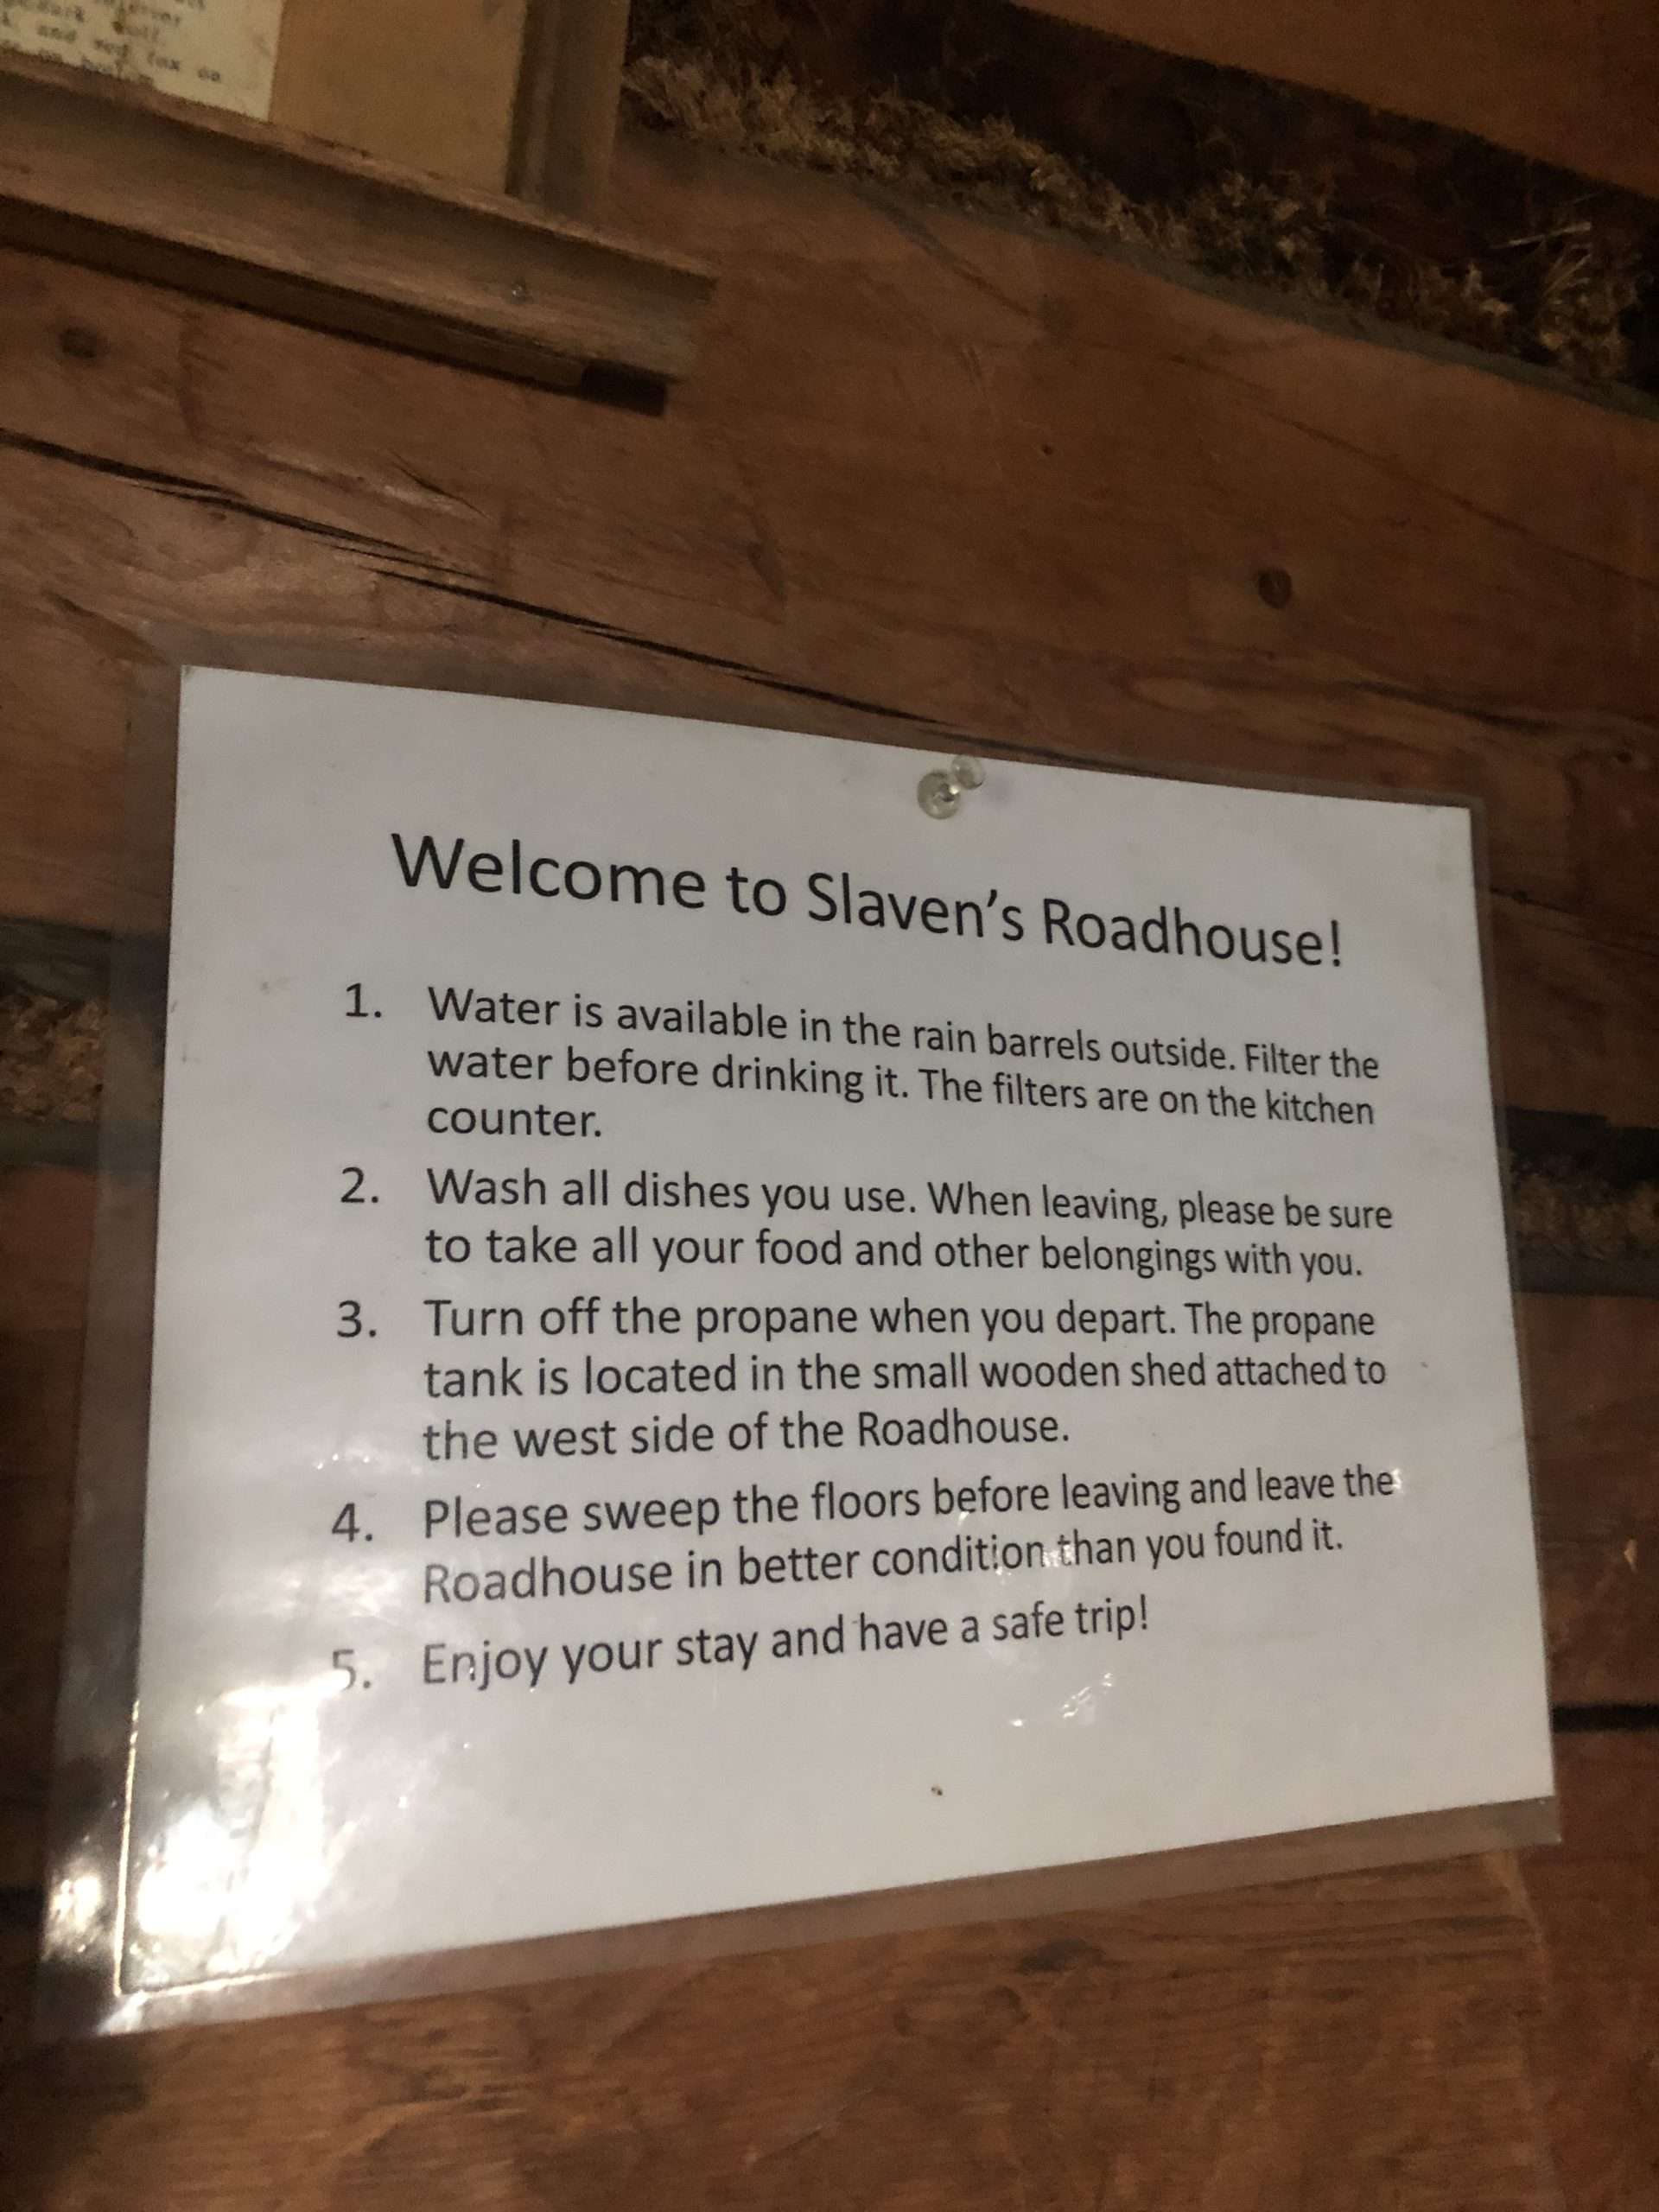 and red fox on
Welcome to Slaven's Roadhouse!
1. Water is available in the rain barrels outside. Filter the
water before drinking it. The filters are on the kitchen
counter.
2. Wash all dishes you use. When leaving, please be sure
to take all your food and other belongings with you.
3. Turn off the propane when you depart. The propane
tank is located in the small wooden shed attached to
the west side of the Roadhouse.
4. Please sweep the floors before leaving and leave the
Roadhouse in better condition than you found it.
5. Enjoy your stay and have a safe trip!